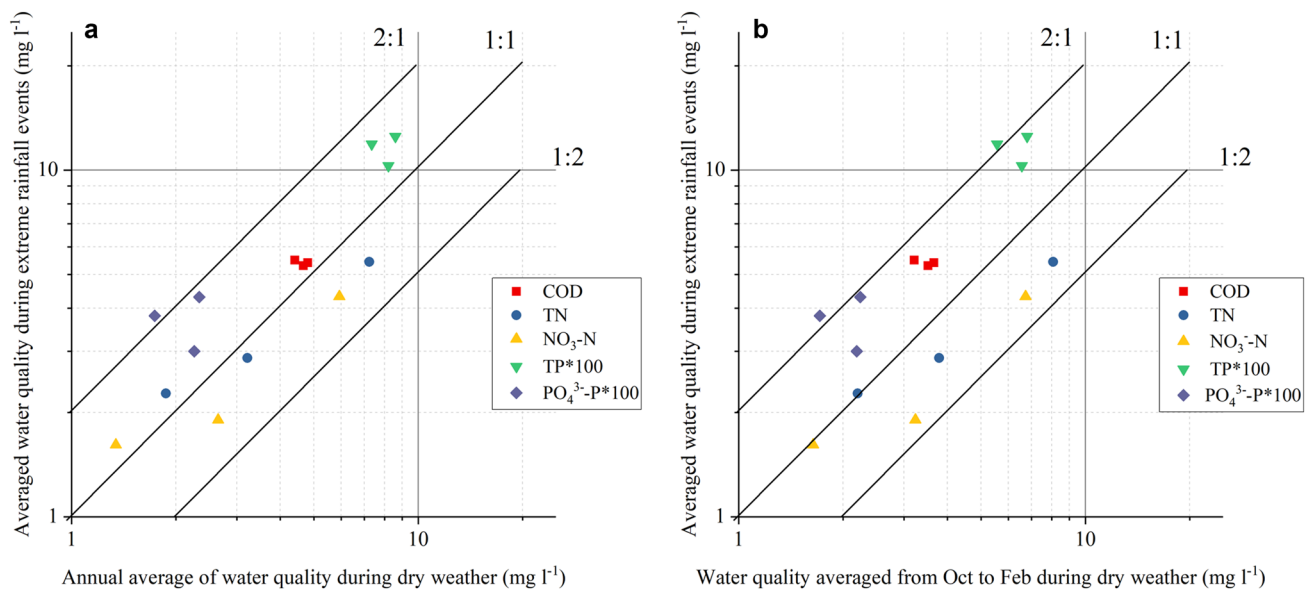 a
2:1
1:1
1:2
Averaged water quality during extreme rainfall events (mg l⁻¹)
10
1
COD
TN
NO₃-N
TP*100
PO₄³⁻-P*100
1
10
Annual average of water quality during dry weather (mg l⁻¹)
b
2:1
1:1
1:2
Averaged water quality during extreme rainfall events (mg l⁻¹)
10
1
COD
TN
NO₃⁻-N
TP*100
PO₄³⁻-P*100
1
10
Water quality averaged from Oct to Feb during dry weather (mg l⁻¹)